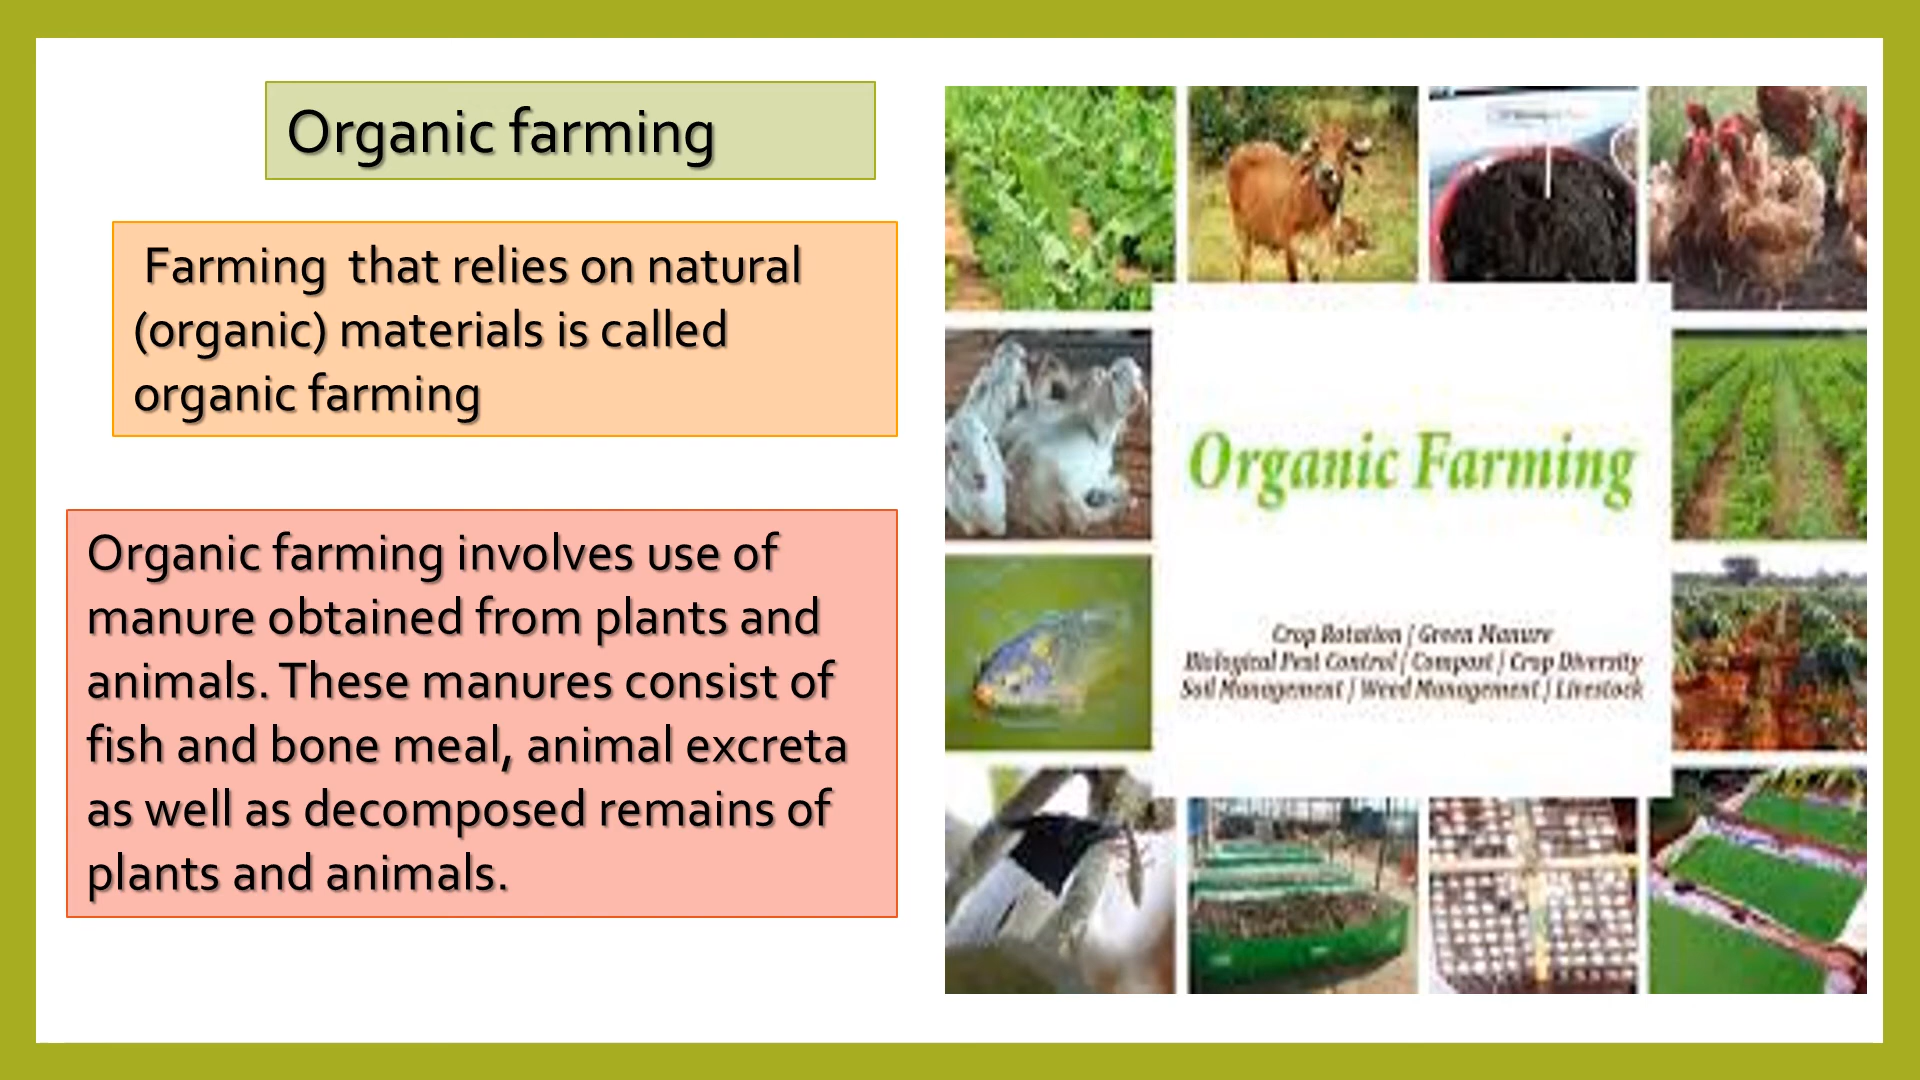 Organic farming
Farming that relies on natural
(organic) materials is called
organic farming
Organic farming involves use of
manure obtained from plants and
animals. These manures consist of
fish and bone meal, animal excreta
as well as decomposed remains of
plants and animals.
Organic Farming
Crop Rotation | Green Manure
Biological Pest Control | Compost | Crop Diversity
Soil Management | Weed Management | Livestock